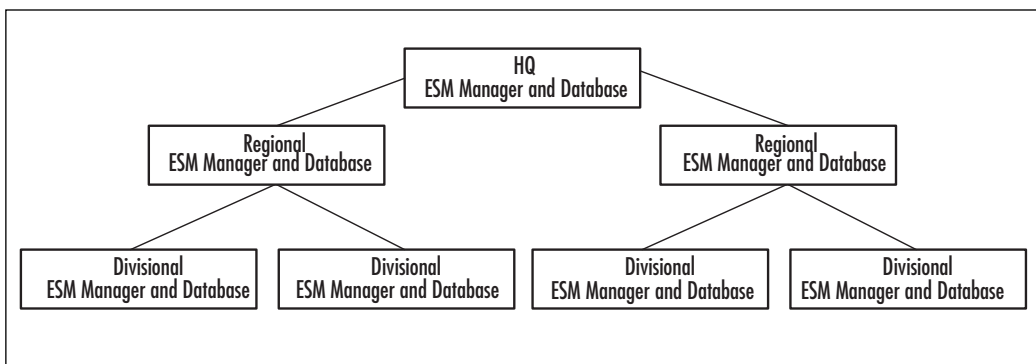 HQ
ESM Manager and Database
Regional
ESM Manager and Database
Regional
ESM Manager and Database
Divisional
ESM Manager and Database
Divisional
ESM Manager and Database
Divisional
ESM Manager and Database
Divisional
ESM Manager and Database